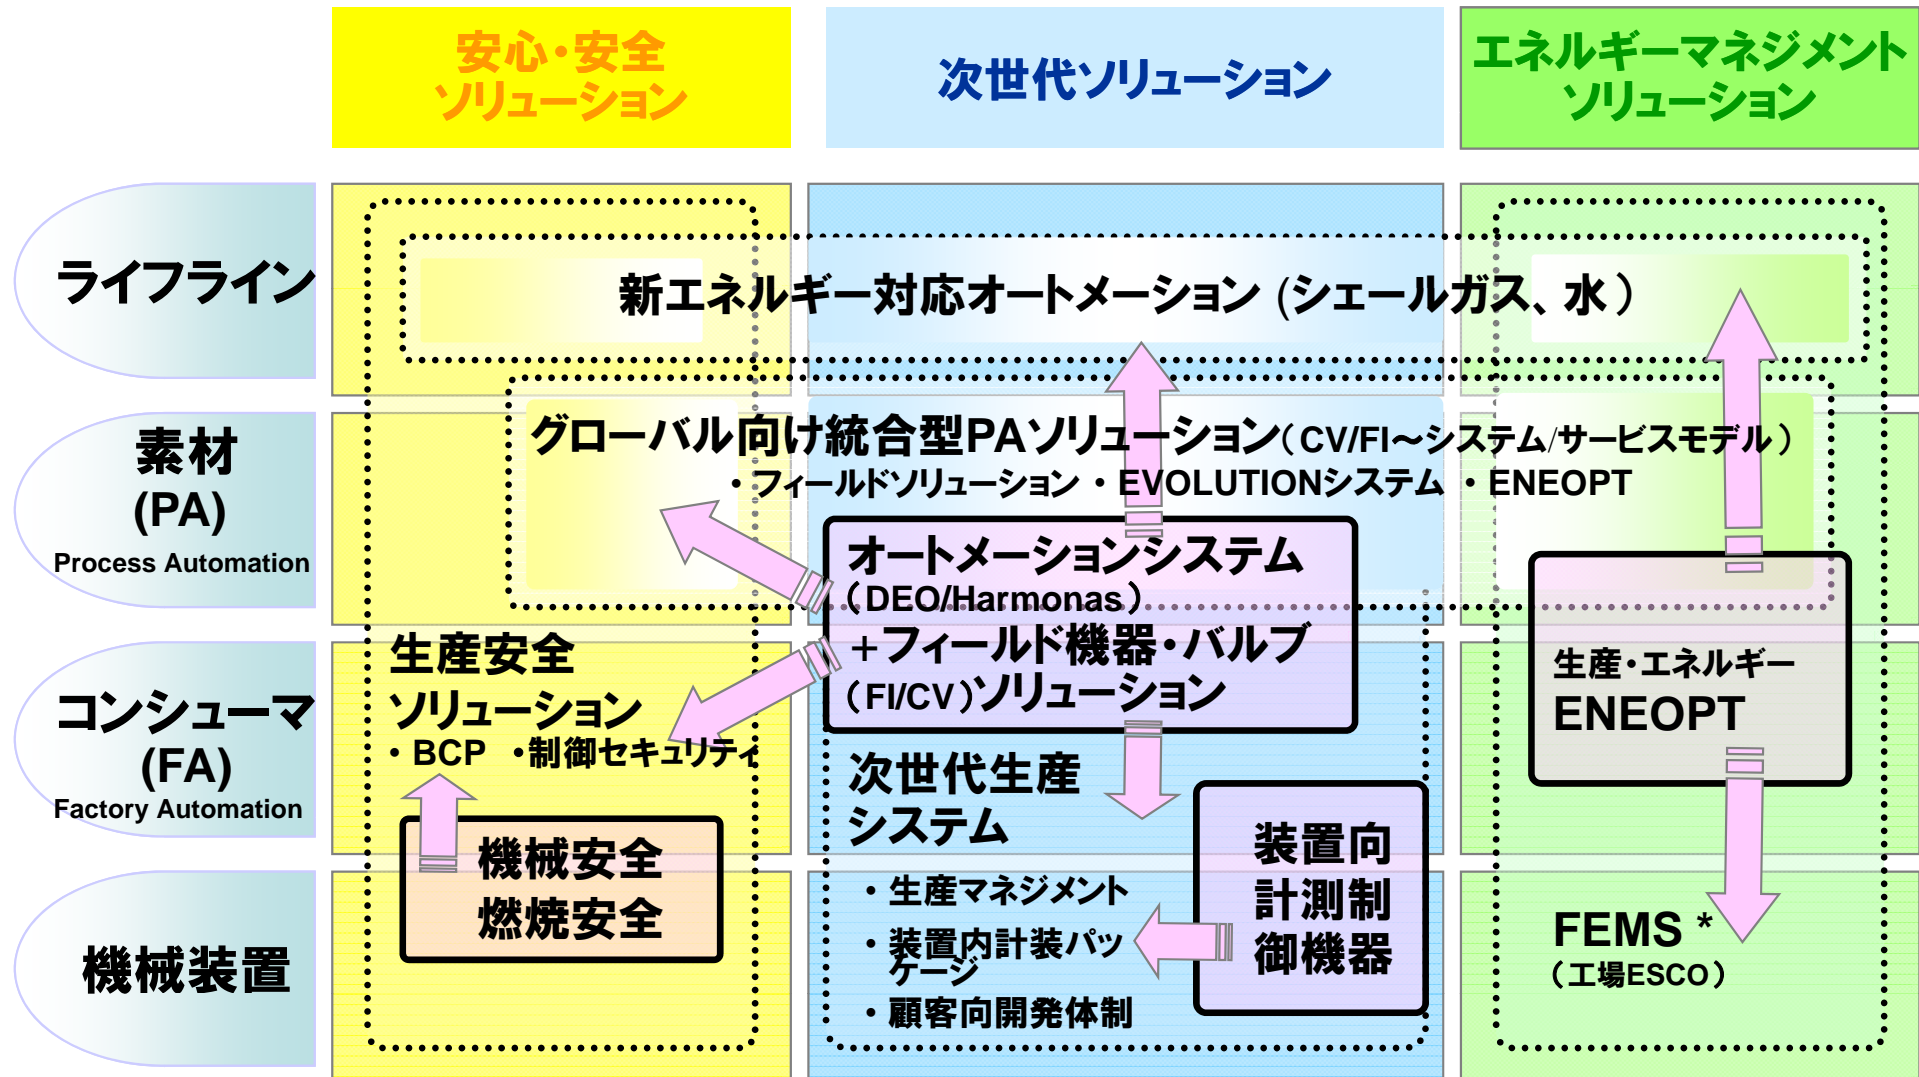 安心・安全
ソリューション
次世代ソリューション
エネルギーマネジメント
ソリューション
ライフライン
新エネルギー対応オートメーション (シェールガス、水 )
素材
(PA)
Process Automation
グローバル向け統合型PAソリューション( CV/FI～システム/サービスモデル )
・フィールドソリューション ・ EVOLUTIONシステム ・ ENEOPT
オートメーションシステム
( DEO/Harmonas )
+フィールド機器・バルブ
( FI/CV )ソリューション
コンシューマ
(FA)
Factory Automation
生産安全
ソリューション
・ BCP ・制御セキュリティ
生産・エネルギー
ENEOPT
次世代生産
システム
・ 生産マネジメント
・ 装置内計装パッ
ケージ
・ 顧客向開発体制
装置向
計測制
御機器
機械装置
機械安全
燃焼安全
FEMS *
( 工場ESCO )